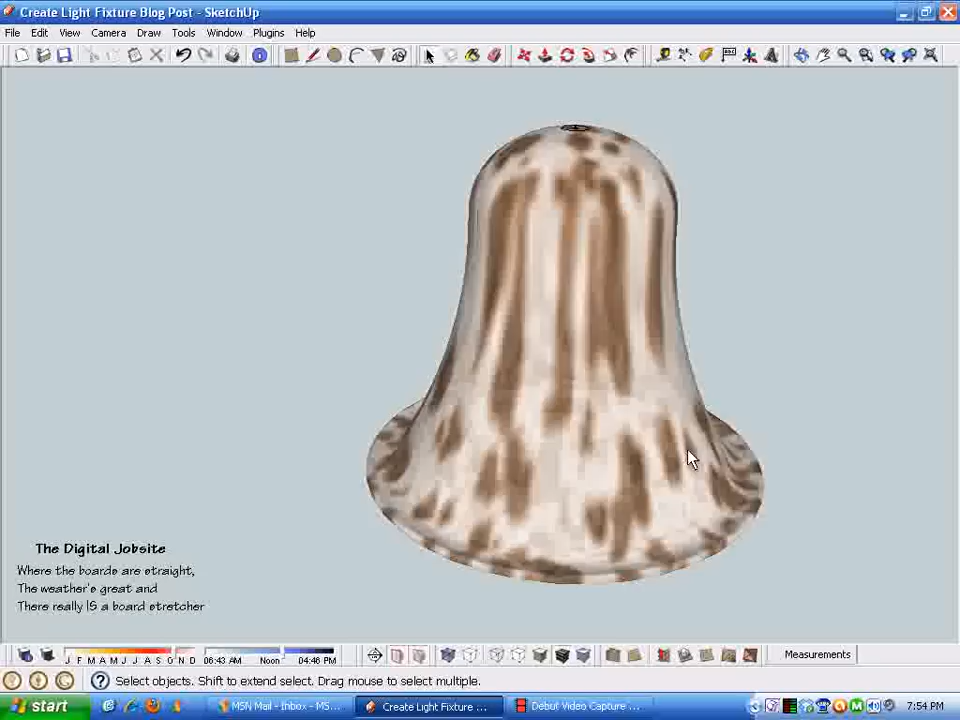 Create Light Fixture Blog Post - SketchUp
File Edit View Camera Draw Tools Window Plugins Help
The Digital Jobsite
Where the boards are straight,
The weather's great and
There really IS a board stretcher
J F M A M J J A S O N D 06:43 AM Noon 04:46 PM Measurements
Select objects. Shift to extend select. Drag mouse to select multiple.
start MSN Mail - Inbox - MS... Create Light Fixture ... Debut Video Capture ... 7:54 PM